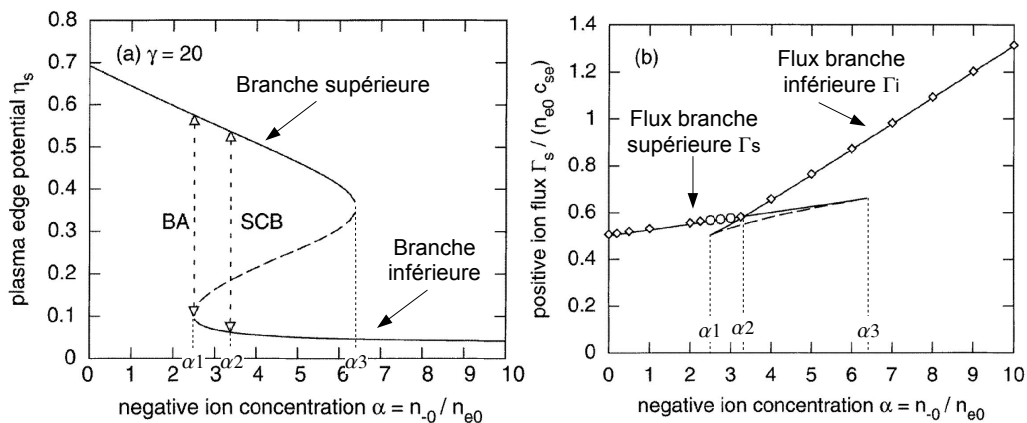 (a) γ = 20
Branche supérieure
BA
SCB
Branche
inférieure
plasma edge potential ηₛ
0.8
0.7
0.6
0.5
0.4
0.3
0.2
0.1
0
α1
α2
α3
0 1 2 3 4 5 6 7 8 9 10
negative ion concentration α = n₋₀ / nₑ₀
(b)
Flux branche
inférieure Γi
Flux branche
supérieure Γs
positive ion flux Γₛ / (nₑ₀ cₛₑ)
1.4
1.2
1
0.8
0.6
0.4
0.2
0
α1
α2
α3
0 1 2 3 4 5 6 7 8 9 10
negative ion concentration α = n₋₀ / nₑ₀